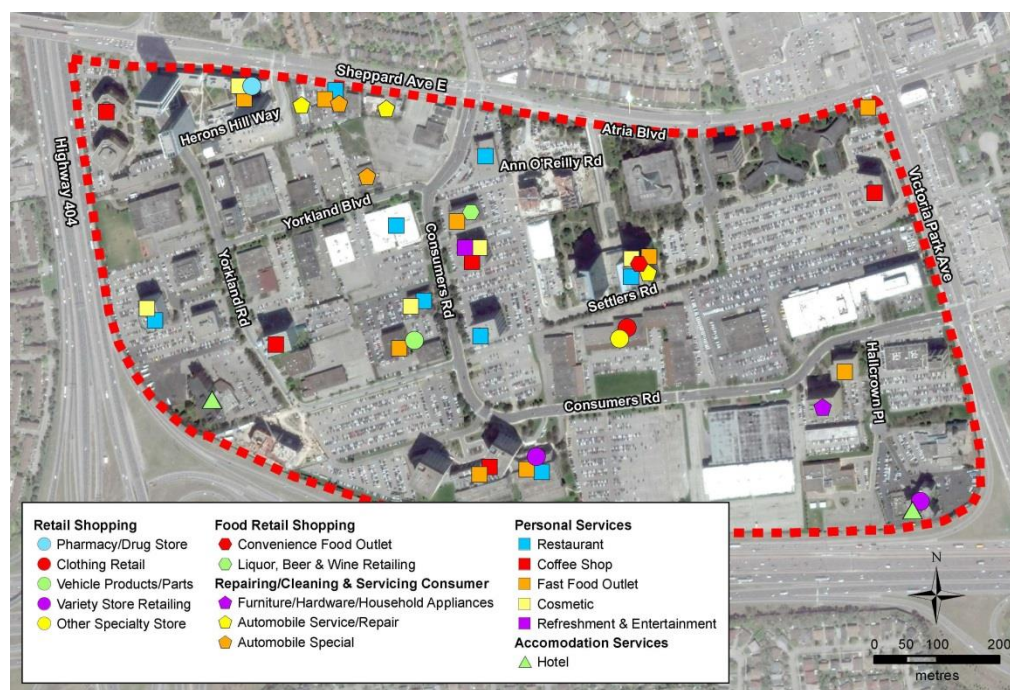 Sheppard Ave E
Herons Hill Way
Atria Blvd
Ann O'Reilly Rd
Highway 404
Yorkland Blvd
Victoria Park Ave
Consumers Rd
Yorkland Rd
Settlers Rd
Consumers Rd
Hallcrown Pl
Retail Shopping
Pharmacy/Drug Store
Clothing Retail
Vehicle Products/Parts
Variety Store Retailing
Other Specialty Store
Food Retail Shopping
Convenience Food Outlet
Liquor, Beer & Wine Retailing
Repairing/Cleaning & Servicing Consumer
Furniture/Hardware/Household Appliances
Automobile Service/Repair
Automobile Special
Personal Services
Restaurant
Coffee Shop
Fast Food Outlet
Cosmetic
Refreshment & Entertainment
Accomodation Services
Hotel
N
0 50 100 200
metres